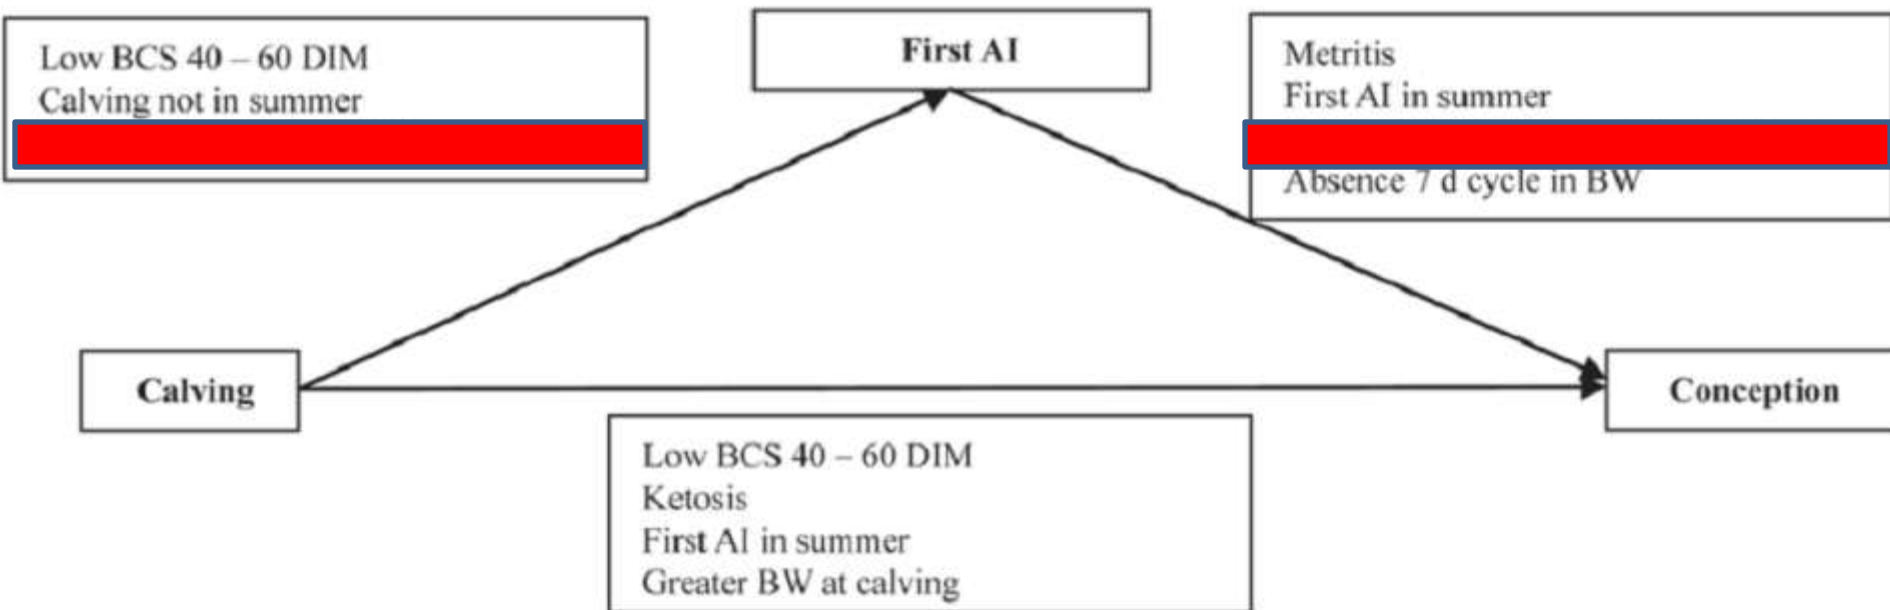 Low BCS 40 – 60 DIM
Calving not in summer
First AI
Metritis
First AI in summer
Absence 7 d cycle in BW
Calving
Conception
Low BCS 40 – 60 DIM
Ketosis
First AI in summer
Greater BW at calving